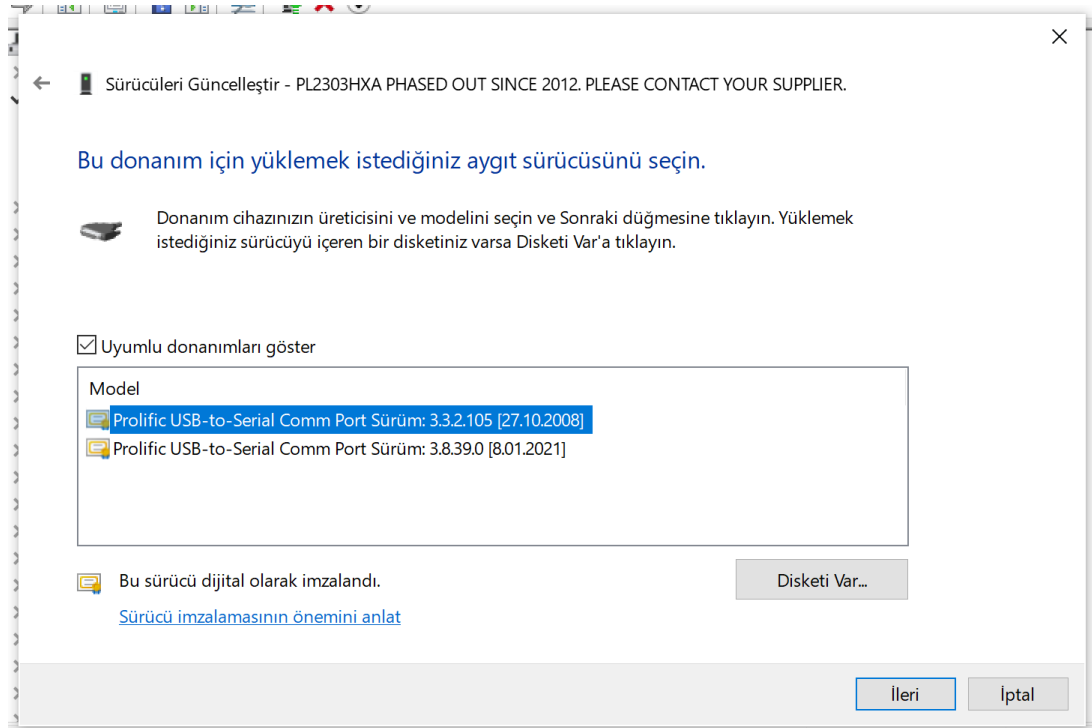 Sürücüleri Güncelleştir - PL2303HXA PHASED OUT SINCE 2012. PLEASE CONTACT YOUR SUPPLIER.
Bu donanım için yüklemek istediğiniz aygıt sürücüsünü seçin.
Donanım cihazınızın üreticisini ve modelini seçin ve Sonraki düğmesine tıklayın. Yüklemek
istediğiniz sürücüyü içeren bir disketiniz varsa Disketi Var'a tıklayın.
Uyumlu donanımları göster
Model
Prolific USB-to-Serial Comm Port Sürüm: 3.3.2.105 [27.10.2008]
Prolific USB-to-Serial Comm Port Sürüm: 3.8.39.0 [8.01.2021]
Bu sürücü dijital olarak imzalandı.
Disketi Var...
Sürücü imzalamasının önemini anlat
İleri
İptal